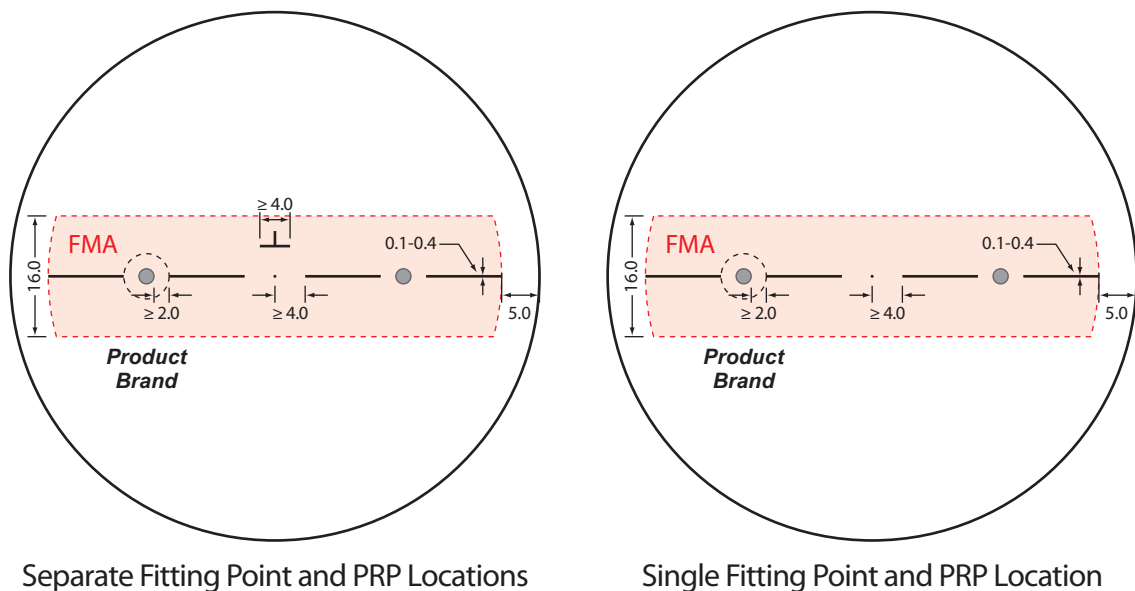 ≥ 4.0
FMA
0.1-0.4
16.0
≥ 2.0
≥ 4.0
5.0
Product
Brand
Separate Fitting Point and PRP Locations
FMA
0.1-0.4
16.0
≥ 2.0
≥ 4.0
5.0
Product
Brand
Single Fitting Point and PRP Location